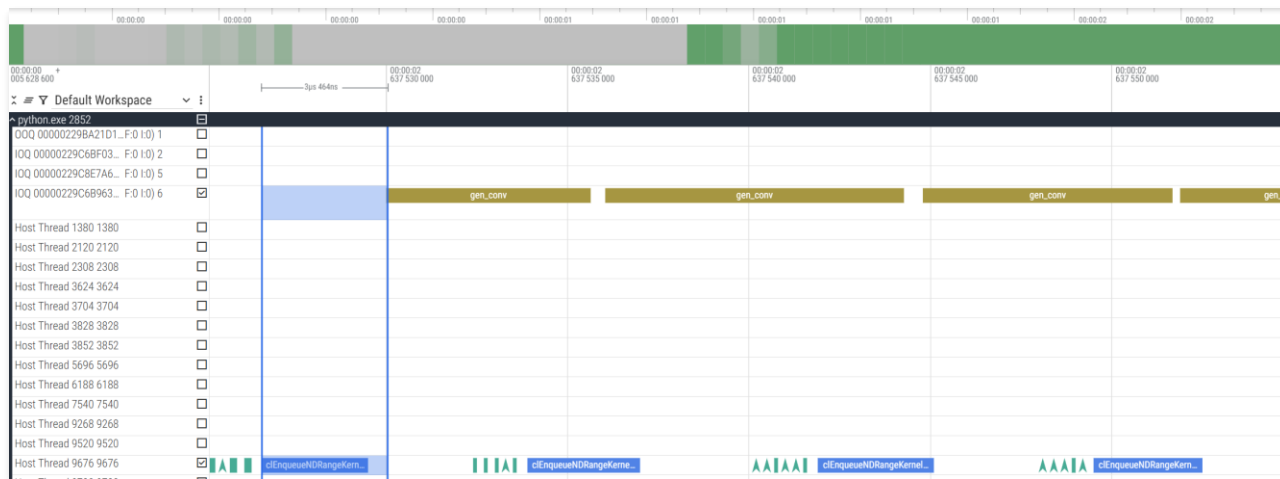 00:00:00 00:00:00 00:00:00 00:00:00 00:00:01 00:00:01 00:00:01 00:00:01 00:00:01 00:00:02 00:00:02
00:00:00 + 00:00:02 00:00:02 00:00:02 00:00:02 00:00:02
005 628 600 637 530 000 637 535 000 637 540 000 637 545 000 637 550 000
3µs 464ns
Default Workspace
python.exe 2852
OOQ 00000229BA21D1...F:0 I:0) 1
IOQ 00000229C6BF03... F:0 I:0) 2
IOQ 00000229C8E7A6... F:0 I:0) 5
IOQ 00000229C6B963... F:0 I:0) 6 gen_conv gen_conv gen_conv gen_
Host Thread 1380 1380
Host Thread 2120 2120
Host Thread 2308 2308
Host Thread 3624 3624
Host Thread 3704 3704
Host Thread 3828 3828
Host Thread 3852 3852
Host Thread 5696 5696
Host Thread 6188 6188
Host Thread 7540 7540
Host Thread 9268 9268
Host Thread 9520 9520
Host Thread 9676 9676 clEnqueueNDRangeKern... clEnqueueNDRangeKerne... clEnqueueNDRangeKernel... clEnqueueNDRangeKern...